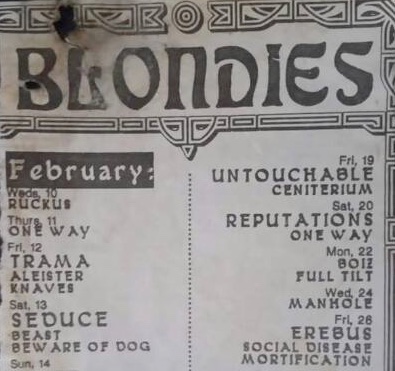 BLONDIES
February:
Weds, 10
RUCKUS
Thurs, 11
ONE WAY
Fri, 12
TRAMA
ALEISTER
KNAVES
Sat, 13
SEDUCE
BEAST
BEWARE OF DOG
Sun, 14
Fri, 19
UNTOUCHABLE
CENITERIUM
Sat, 20
REPUTATIONS
ONE WAY
Mon, 22
BOIZ
FULL TILT
Wed, 24
MANHOLE
Fri, 26
EREBUS
SOCIAL DISEASE
MORTIFICATION